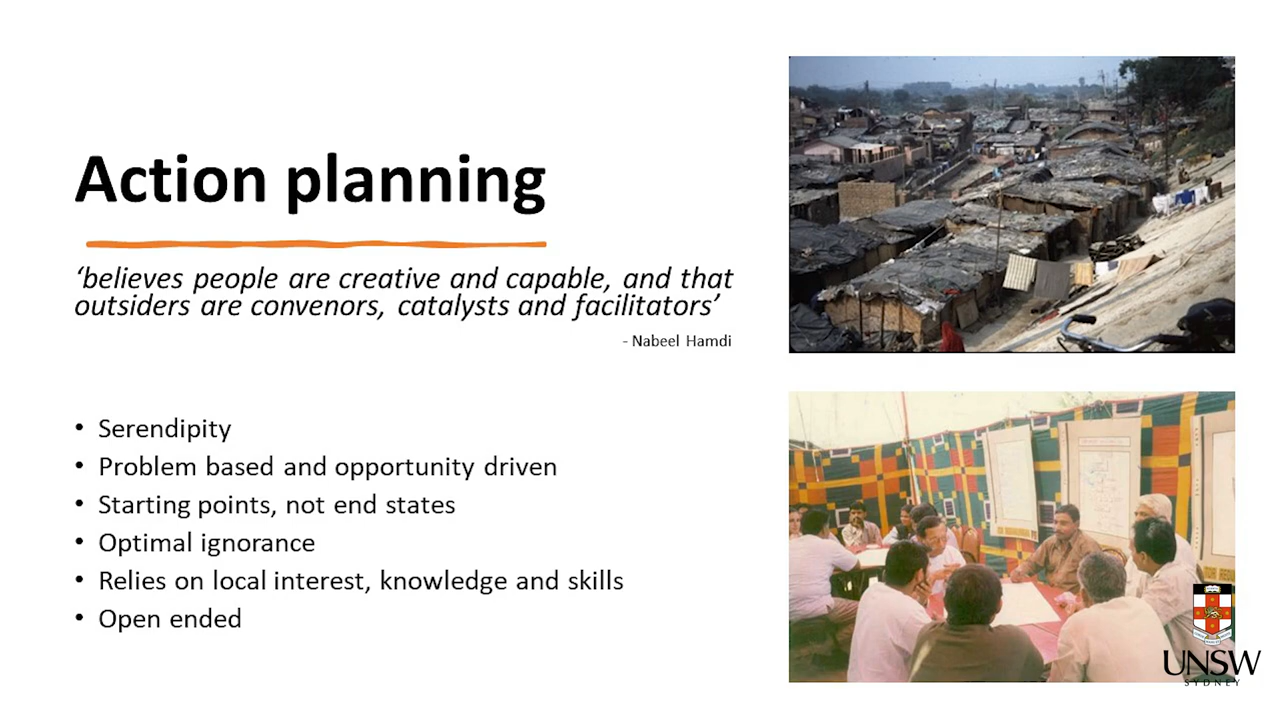 Action planning
‘believes people are creative and capable, and that
outsiders are convenors, catalysts and facilitators’
- Nabeel Hamdi
• Serendipity
• Problem based and opportunity driven
• Starting points, not end states
• Optimal ignorance
• Relies on local interest, knowledge and skills
• Open ended
UNSW
SYDNEY